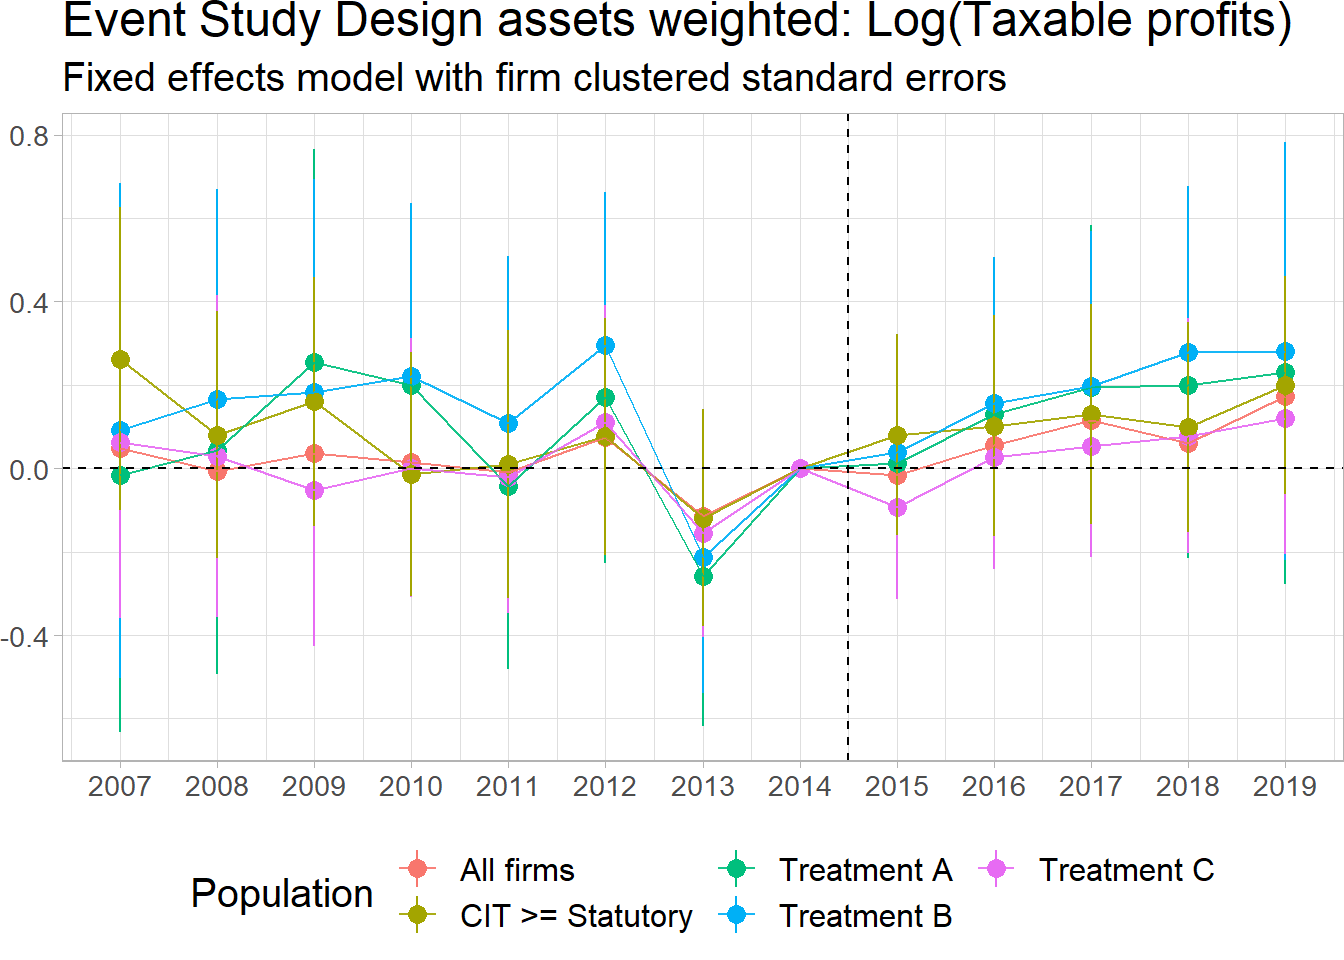 Event Study Design assets weighted: Log(Taxable profits)
Fixed effects model with firm clustered standard errors
0.8
0.4
0.0
-0.4
2007 2008 2009 2010 2011 2012 2013 2014 2015 2016 2017 2018 2019
Population
All firms
CIT >= Statutory
Treatment A
Treatment B
Treatment C